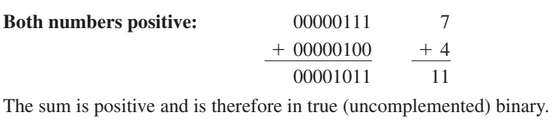 Both numbers positive: 00000111 7
+ 00000100 + 4
00001011 11
The sum is positive and is therefore in true (uncomplemented) binary.